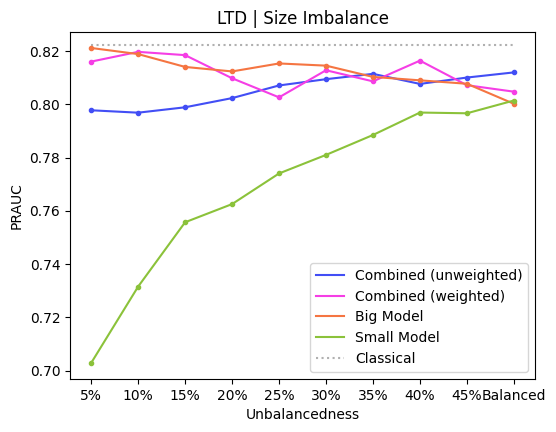 LTD | Size Imbalance
0.82
0.80
0.78
0.76
0.74
0.72
0.70
PRAUC
Combined (unweighted)
Combined (weighted)
Big Model
Small Model
Classical
5% 10% 15% 20% 25% 30% 35% 40% 45% Balanced
Unbalancedness